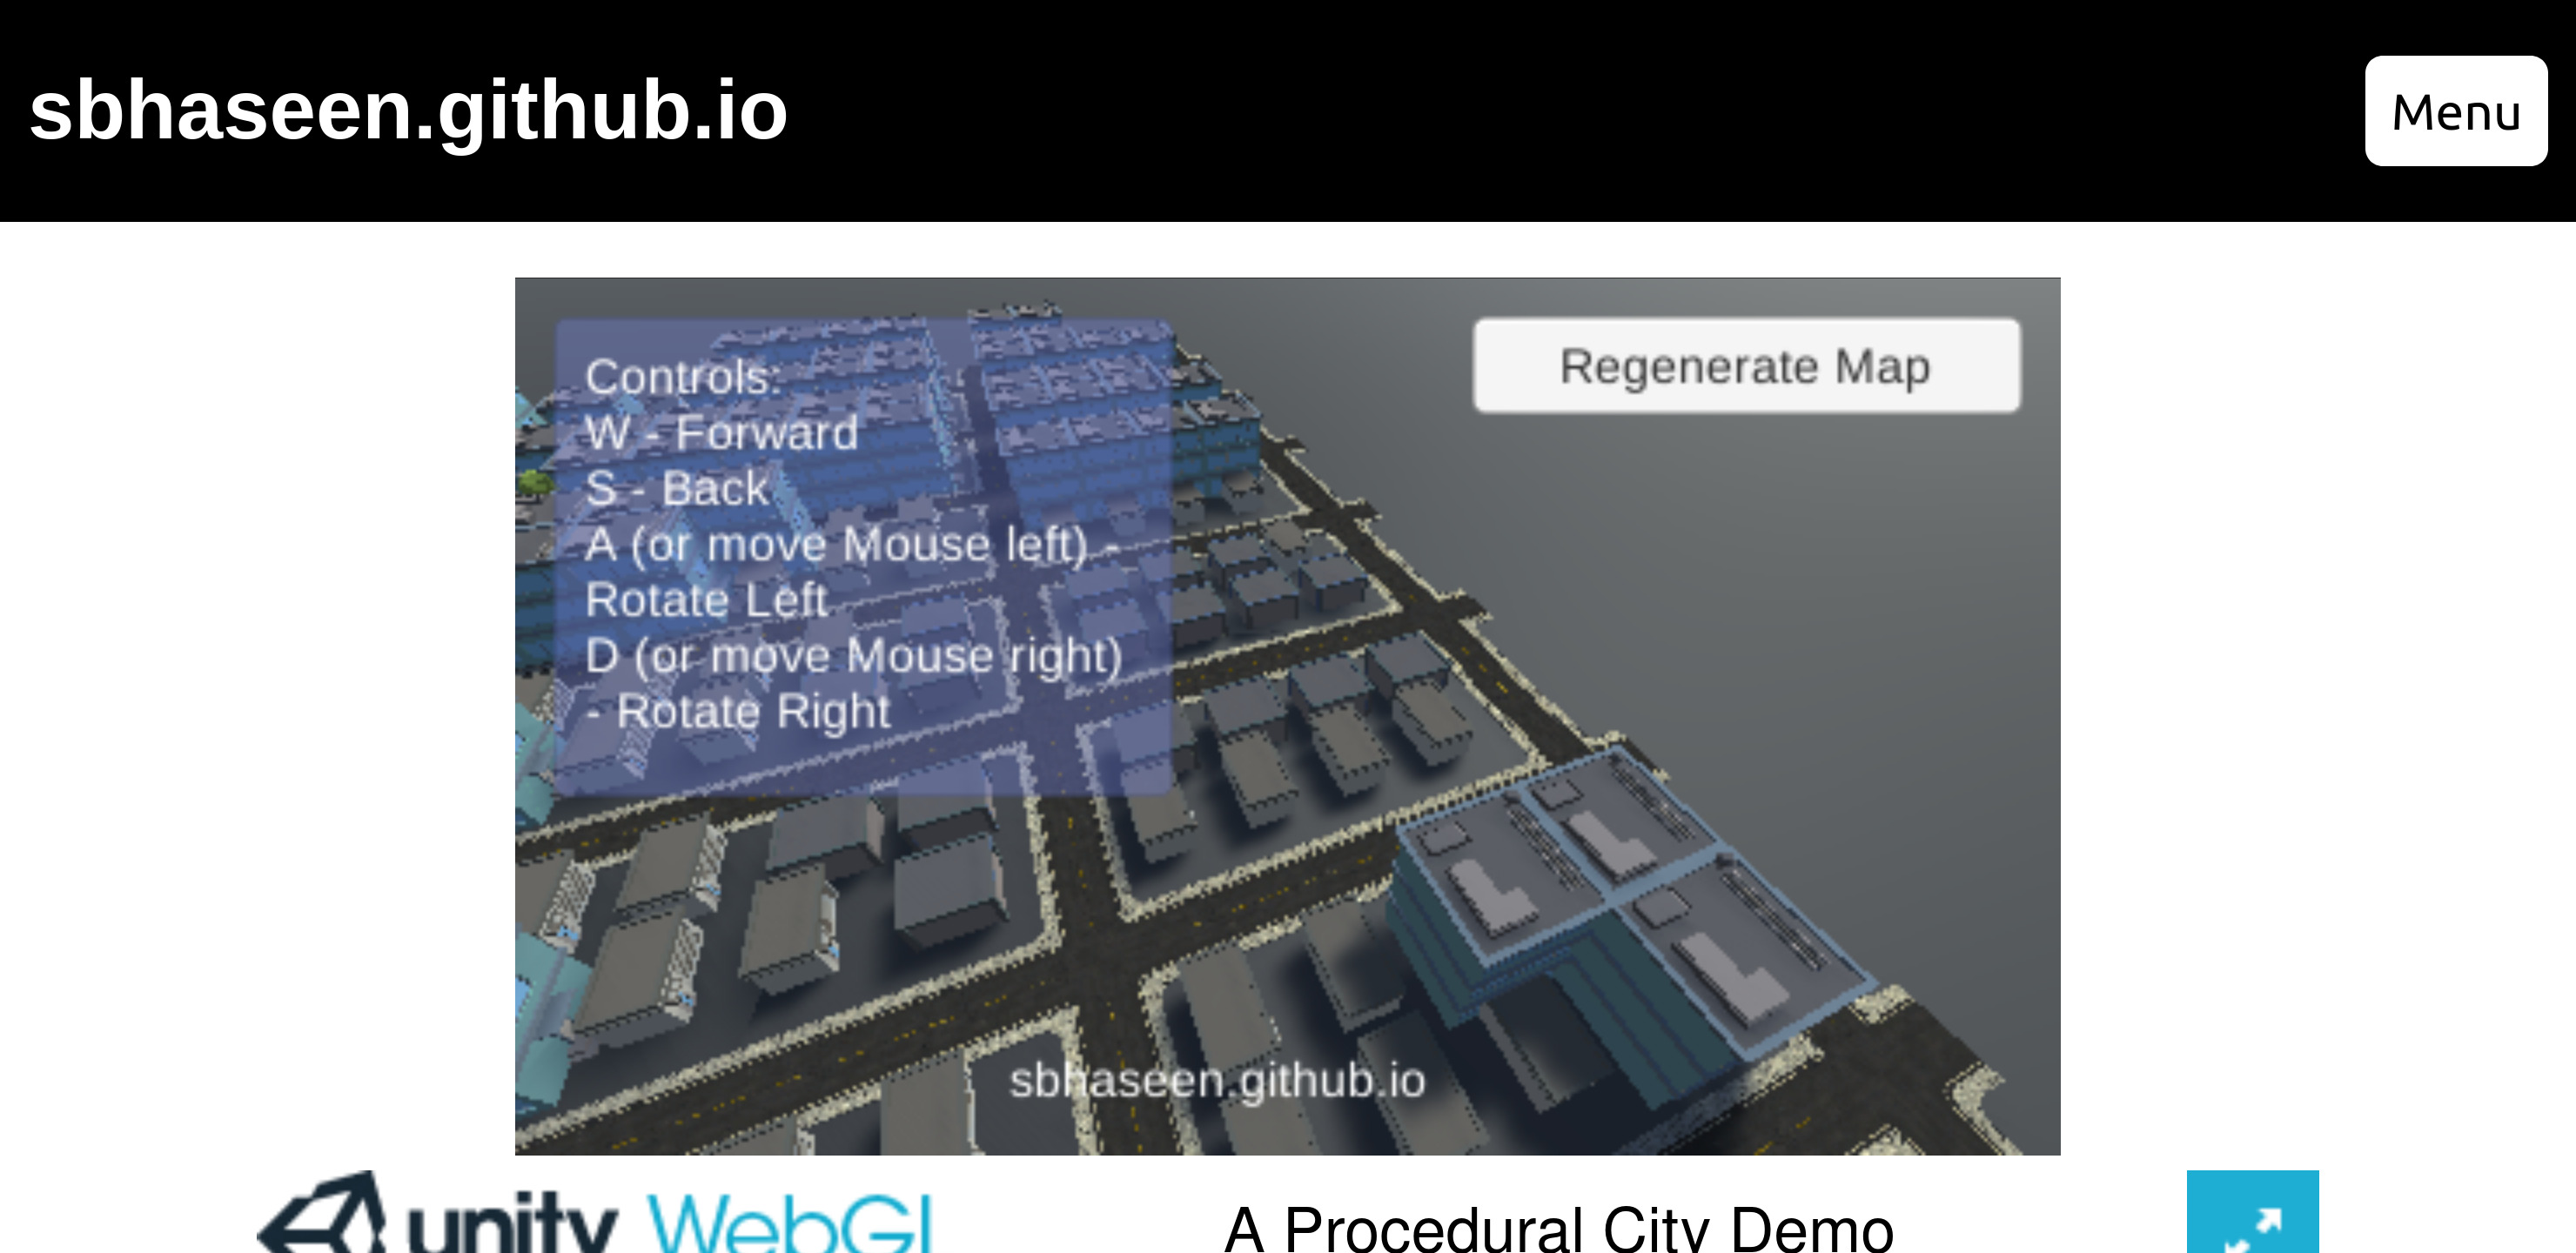 sbhaseen.github.io
Menu
Controls:
W - Forward
S - Back
A (or move Mouse left) -
Rotate Left
D (or move Mouse right)
- Rotate Right
Regenerate Map
sbhaseen.github.io
unity WebGL
A Procedural City Demo